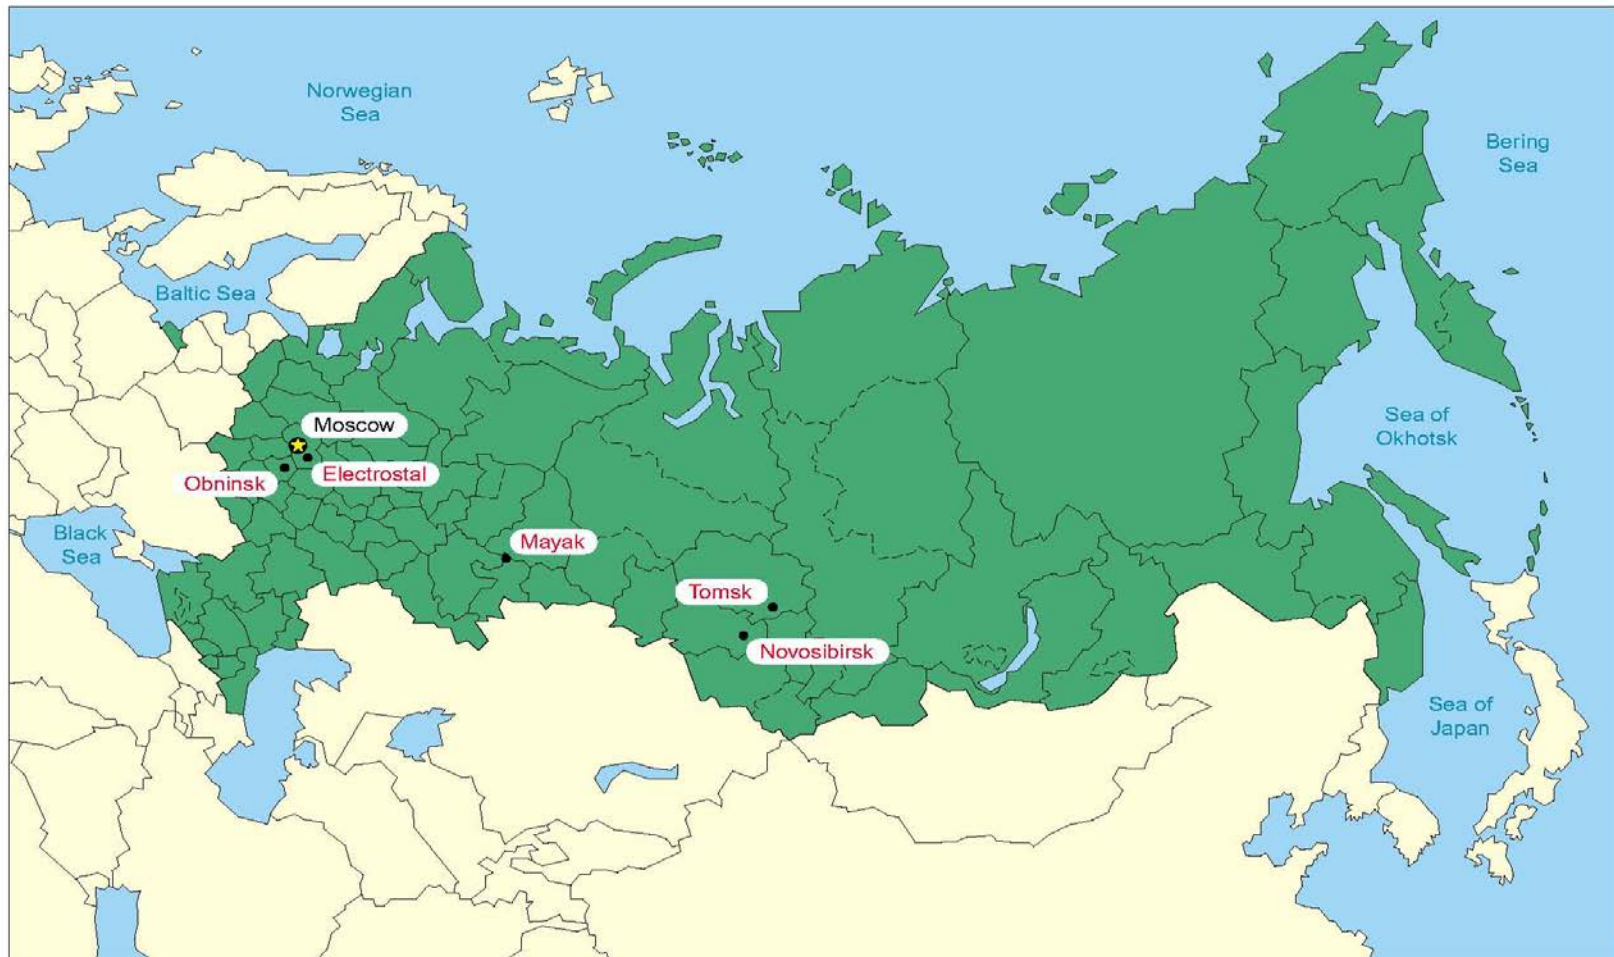 Norwegian
Sea
Bering
Sea
Baltic Sea
Moscow
Sea of
Okhotsk
Electrostal
Obninsk
Black
Sea
Mayak
Tomsk
Novosibirsk
Sea of
Japan